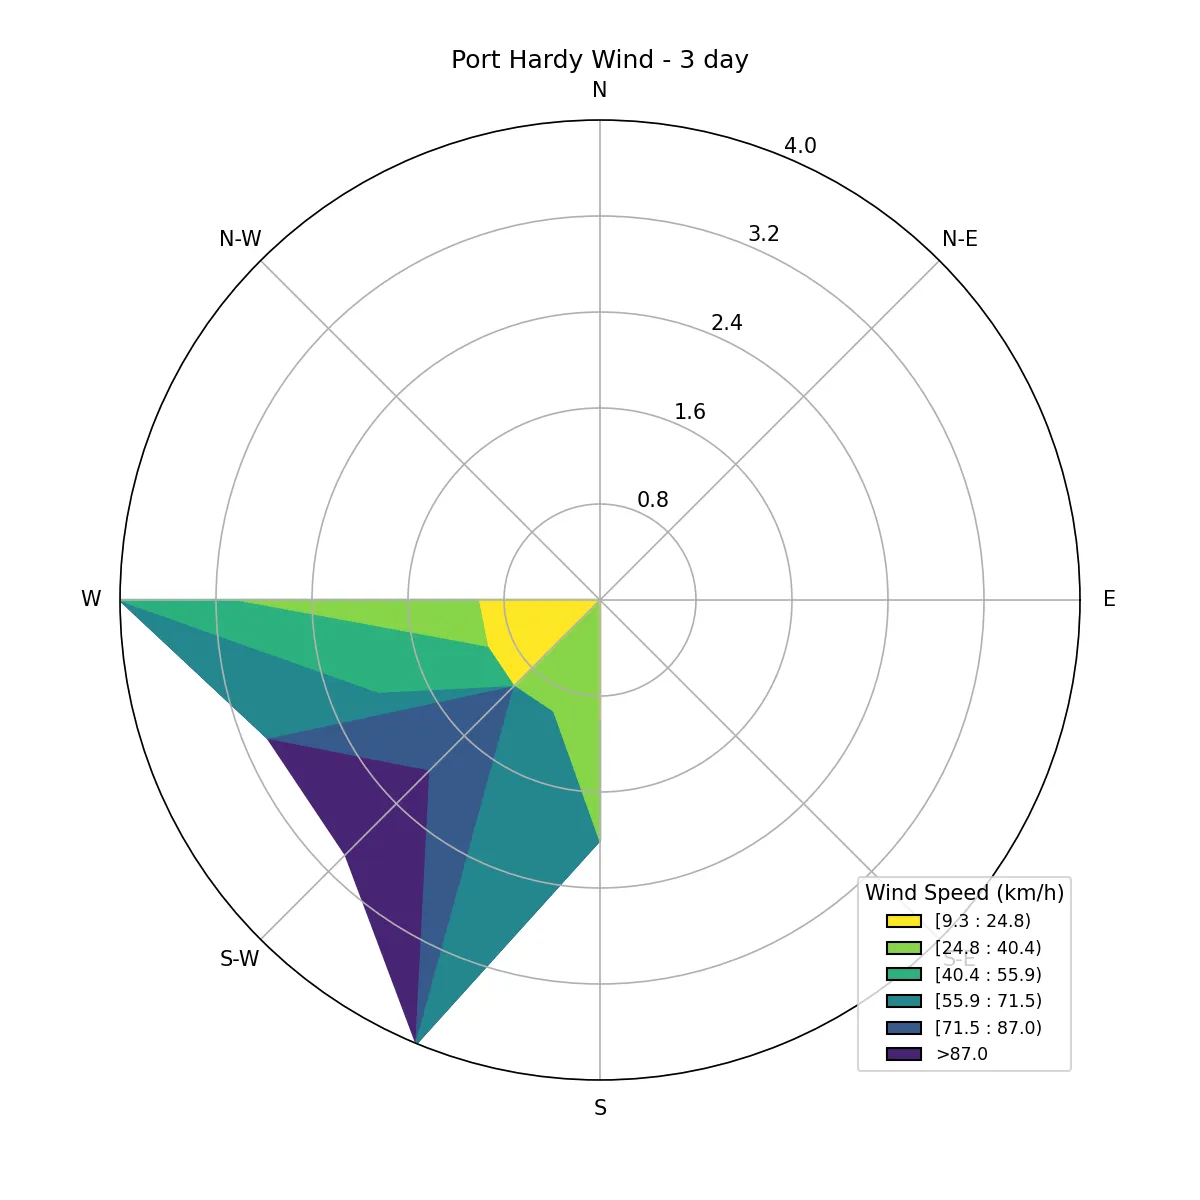 Port Hardy Wind - 3 day
N
4.0
N-W
3.2
N-E
2.4
1.6
0.8
W
E
S-W
S-E
S
Wind Speed (km/h)
[9.3 : 24.8)
[24.8 : 40.4)
[40.4 : 55.9)
[55.9 : 71.5)
[71.5 : 87.0)
>87.0